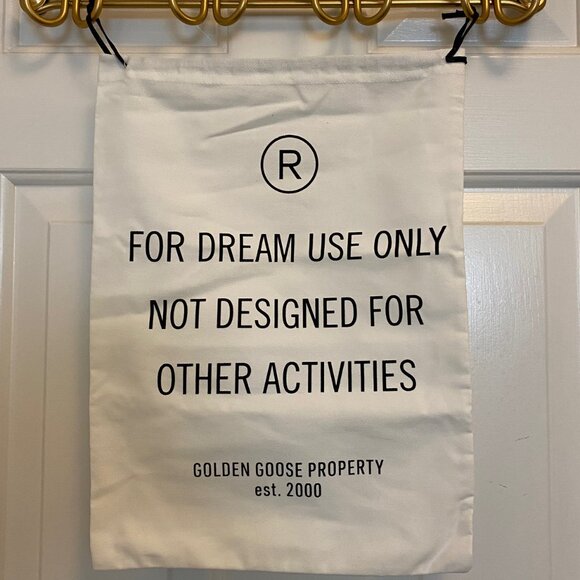 R
FOR DREAM USE ONLY
NOT DESIGNED FOR
OTHER ACTIVITIES
GOLDEN GOOSE PROPERTY
est. 2000